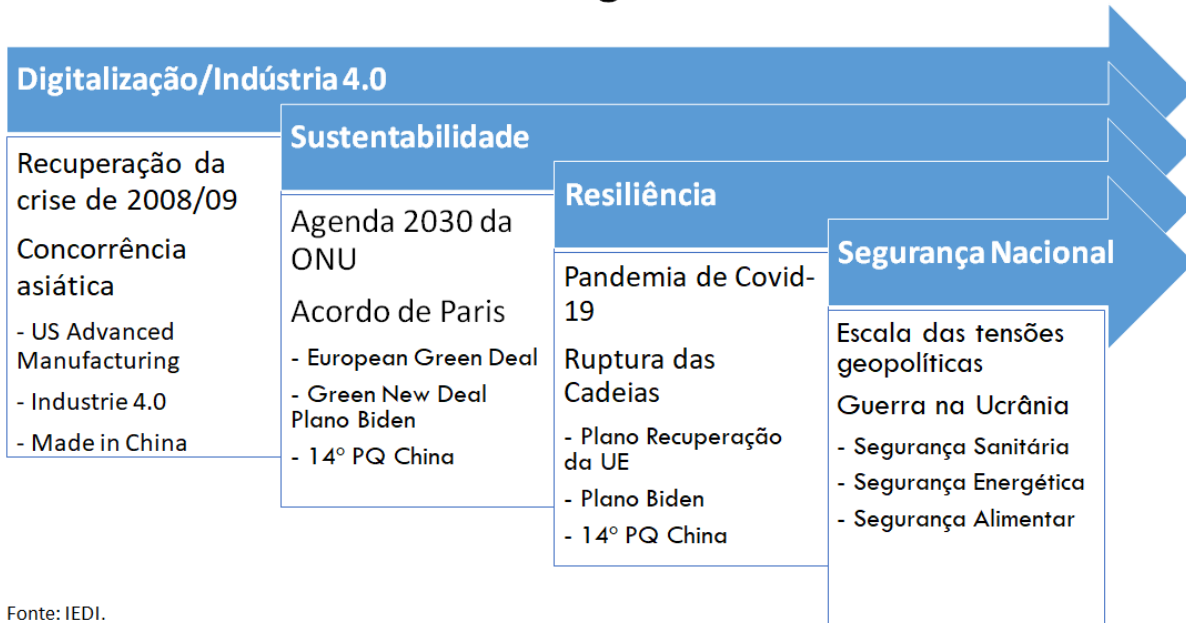 Digitalização/Indústria 4.0
Recuperação da
crise de 2008/09
Concorrência
asiática
- US Advanced
Manufacturing
- Industrie 4.0
- Made in China
Sustentabilidade
Agenda 2030 da
ONU
Acordo de Paris
- European Green Deal
- Green New Deal
Plano Biden
- 14º PQ China
Resiliência
Pandemia de Covid-
19
Ruptura das
Cadeias
- Plano Recuperação
da UE
- Plano Biden
- 14º PQ China
Segurança Nacional
Escala das tensões
geopolíticas
Guerra na Ucrânia
- Segurança Sanitária
- Segurança Energética
- Segurança Alimentar
Fonte: IEDI.